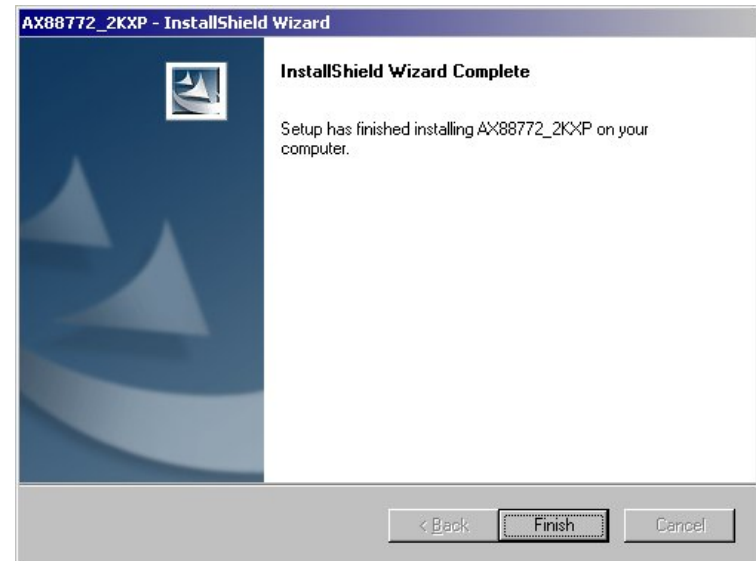 AX88772_2KXP - InstallShield Wizard
InstallShield Wizard Complete
Setup has finished installing AX88772_2KXP on your
computer.
< Back
Finish
Cancel